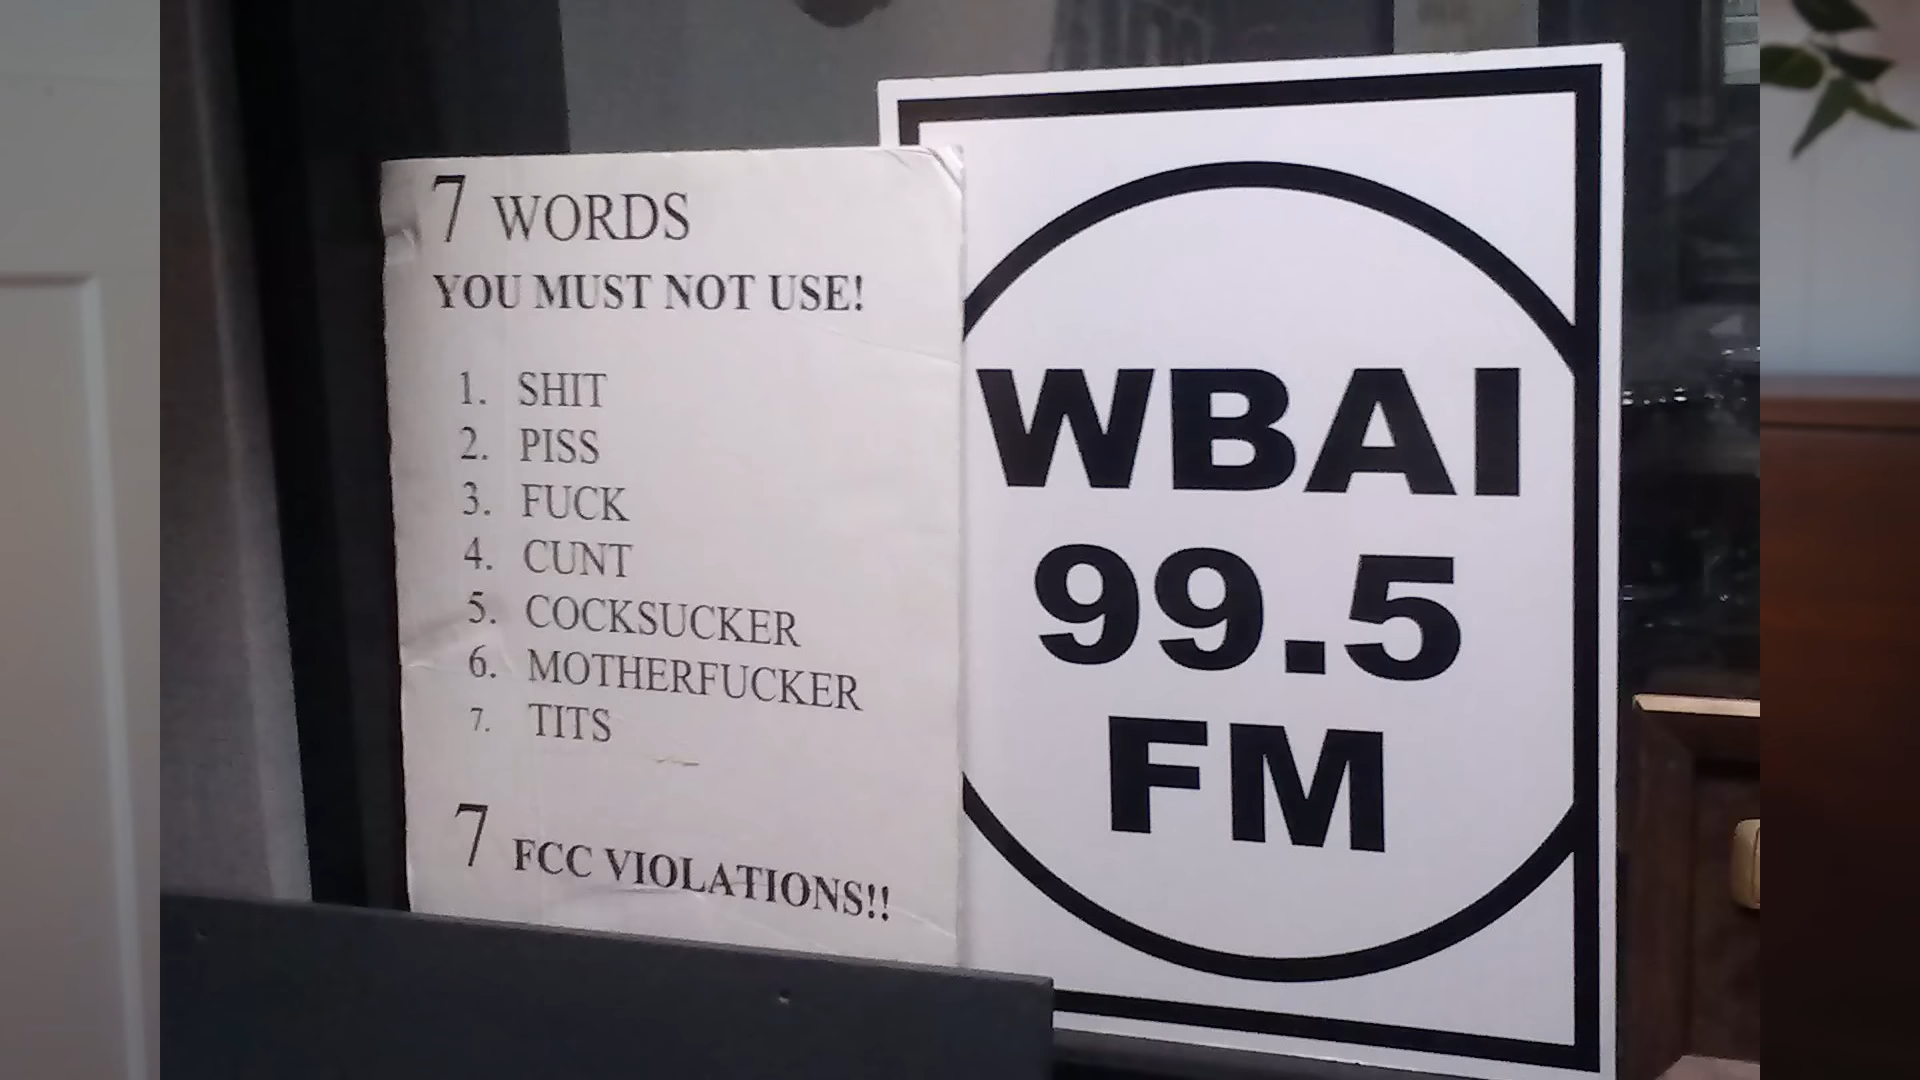 7 WORDS
YOU MUST NOT USE!
1. SHIT
2. PISS
3. FUCK
4. CUNT
5. COCKSUCKER
6. MOTHERFUCKER
7. TITS
7 FCC VIOLATIONS!!
WBAI
99.5
FM